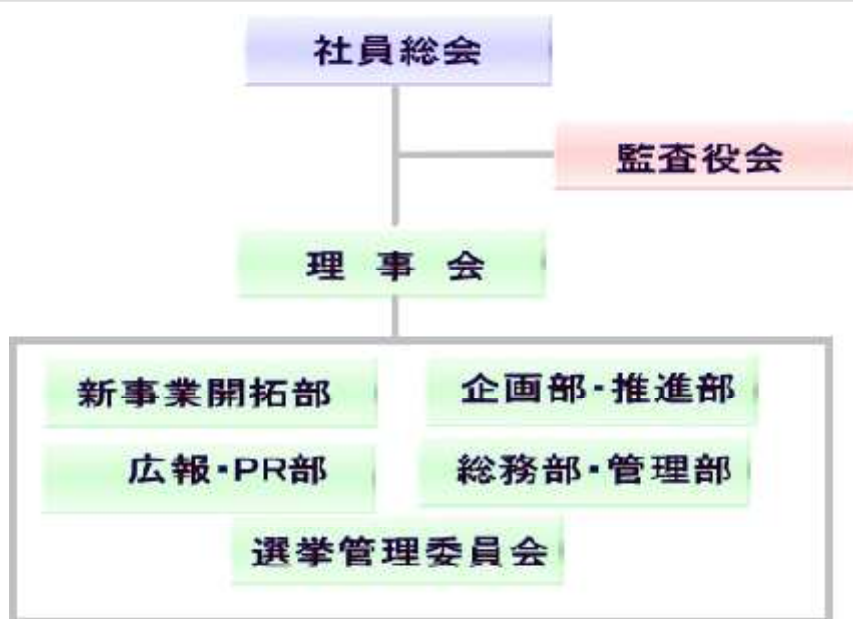 社員総会
監査役会
理 事 会
新事業開拓部
企画部・推進部
広報・PR部
総務部・管理部
選挙管理委員会